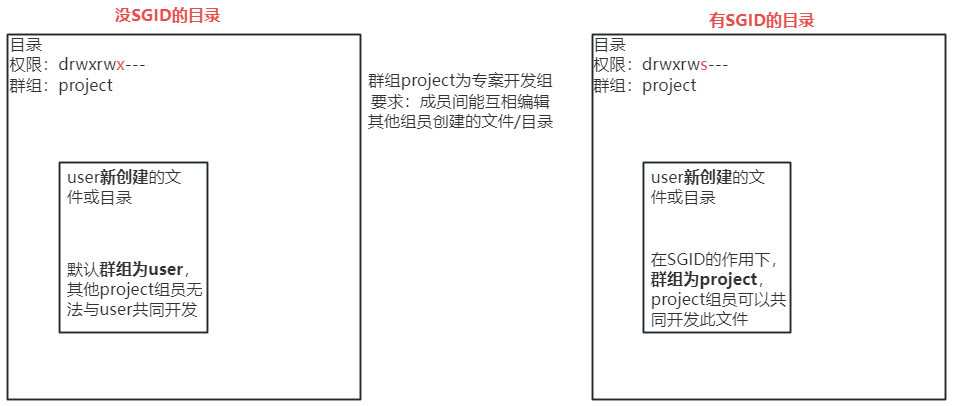 没SGID的目录
目录
权限：drwxrwx---
群组：project
user新创建的文
件或目录
默认群组为user，
其他project组员无
法与user共同开发
群组project为专案开发组
要求：成员间能互相编辑
其他组员创建的文件/目录
有SGID的目录
目录
权限：drwxrws---
群组：project
user新创建的文
件或目录
在SGID的作用下，
群组为project，
project组员可以共
同开发此文件